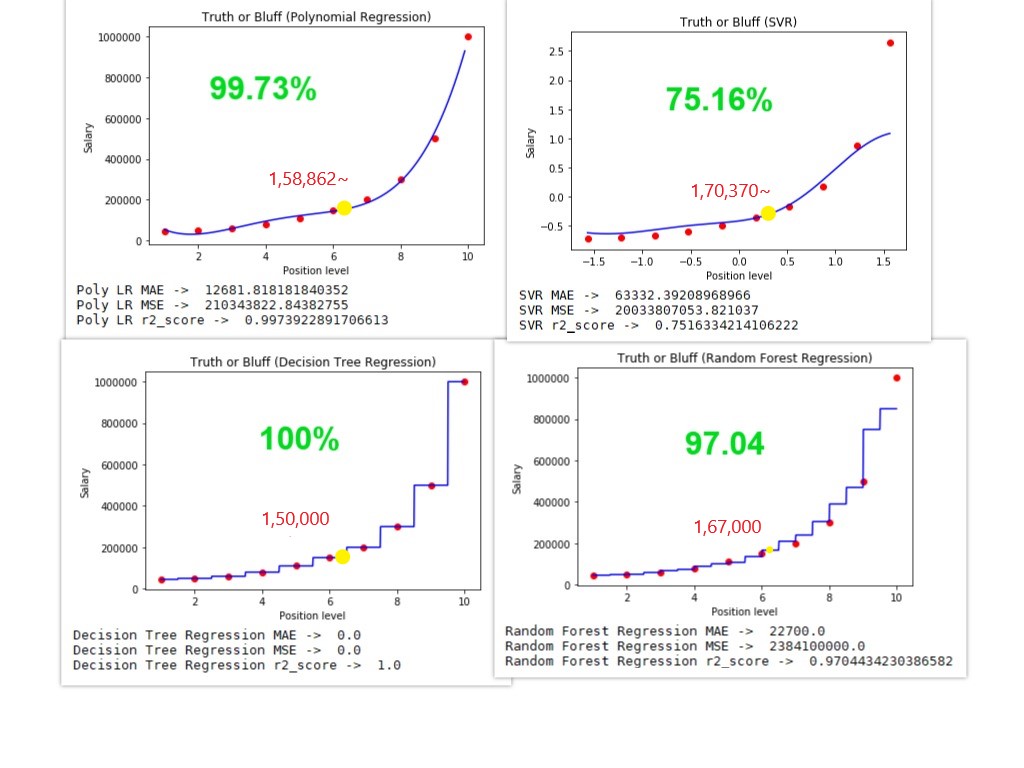 Truth or Bluff (Polynomial Regression)
1000000
800000
600000
400000
200000
0
Salary
99.73%
1,58,862~
2 4 6 8 10
Position level
Poly LR MAE -> 12681.818181840352
Poly LR MSE -> 210343822.84382755
Poly LR r2_score -> 0.9973922891706613
Truth or Bluff (SVR)
2.5
2.0
1.5
1.0
0.5
0.0
−0.5
Salary
75.16%
1,70,370~
−1.5 −1.0 −0.5 0.0 0.5 1.0 1.5
Position level
SVR MAE -> 63332.39208968966
SVR MSE -> 20033807053.821037
SVR r2_score -> 0.7516334214106222
Truth or Bluff (Decision Tree Regression)
1000000
800000
600000
400000
200000
0
Salary
100%
1,50,000
2 4 6 8 10
Position level
Decision Tree Regression MAE -> 0.0
Decision Tree Regression MSE -> 0.0
Decision Tree Regression r2_score -> 1.0
Truth or Bluff (Random Forest Regression)
1000000
800000
600000
400000
200000
0
Salary
97.04
1,67,000
2 4 6 8 10
Position level
Random Forest Regression MAE -> 22700.0
Random Forest Regression MSE -> 2384100000.0
Random Forest Regression r2_score -> 0.9704434230386582